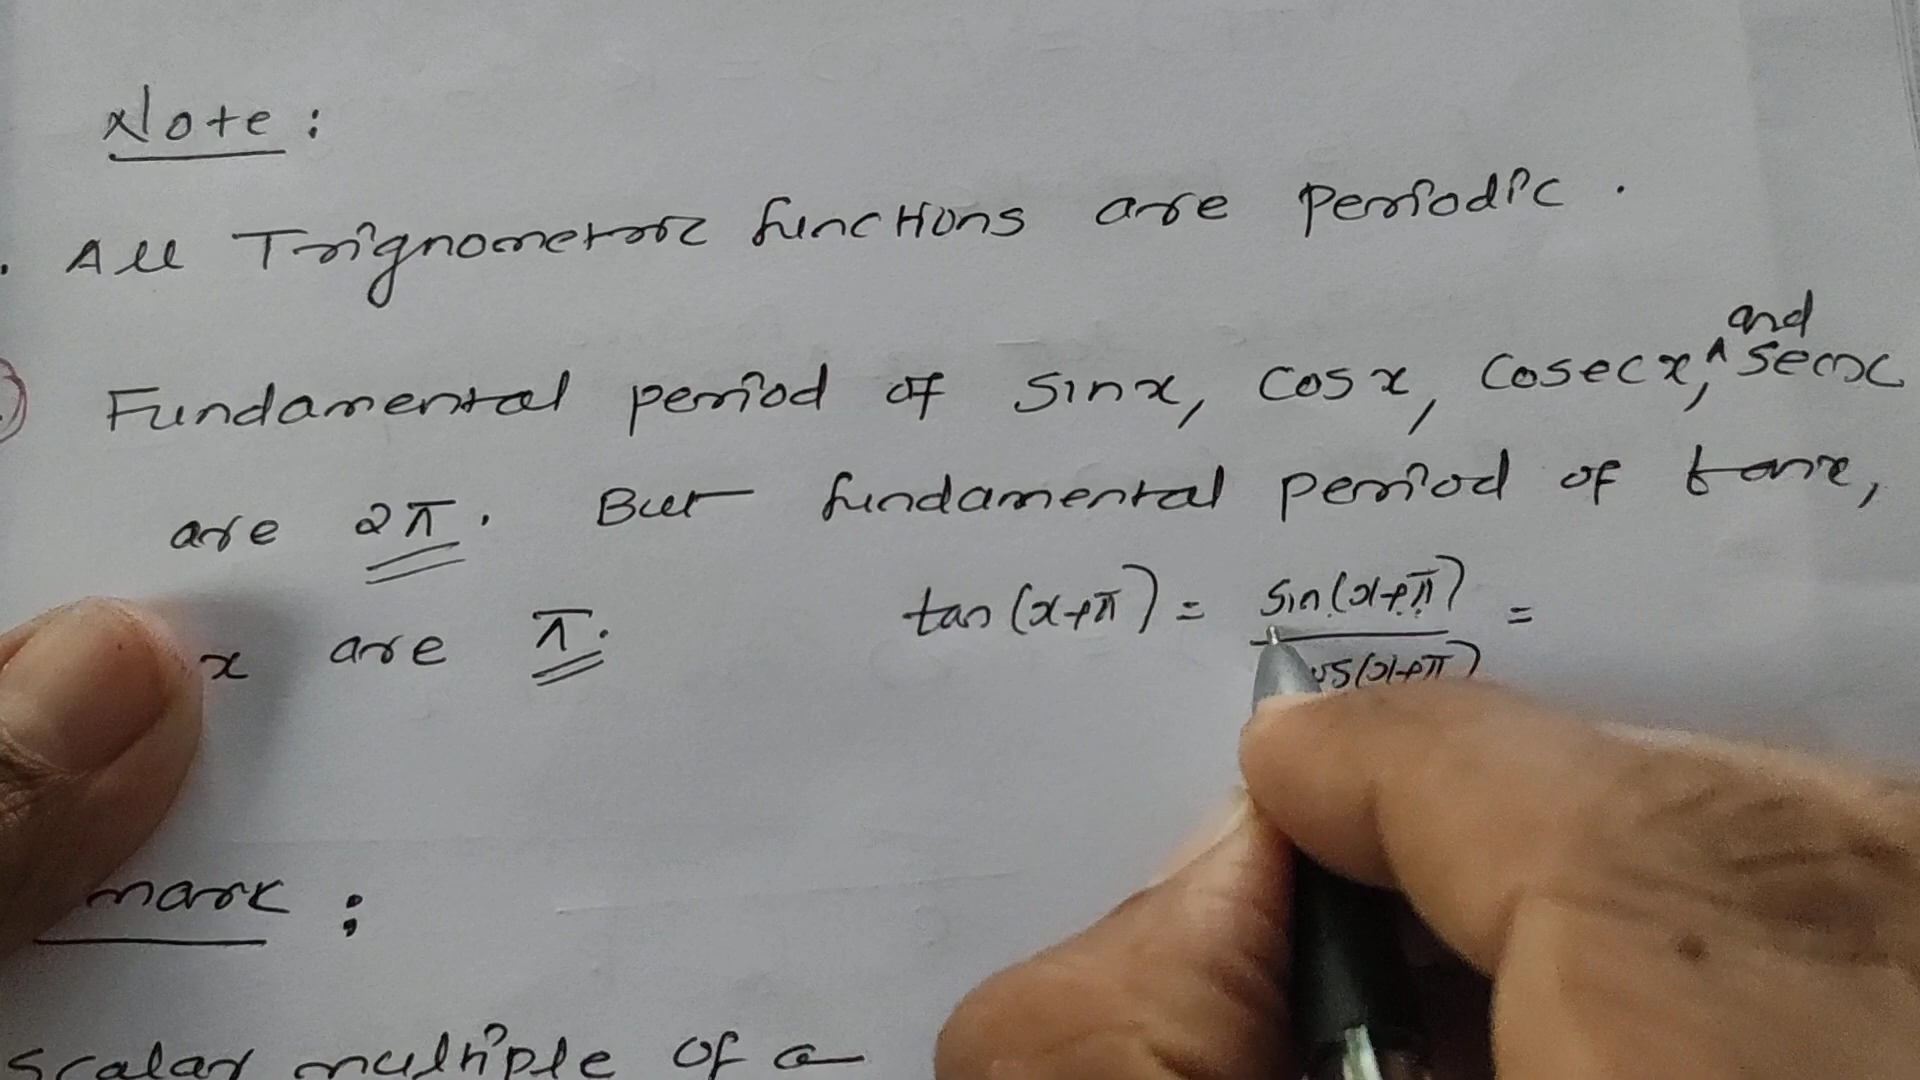 Note :
. All Trignometric functions are periodic .
and
Fundamental period of sinx, cosx, cosecx, ^ secx
are 2π. But fundamental period of tanx,
x are π.
tan(x+π) = sin(x+π) =
os(x+π)
mark :
scalar multiple of a